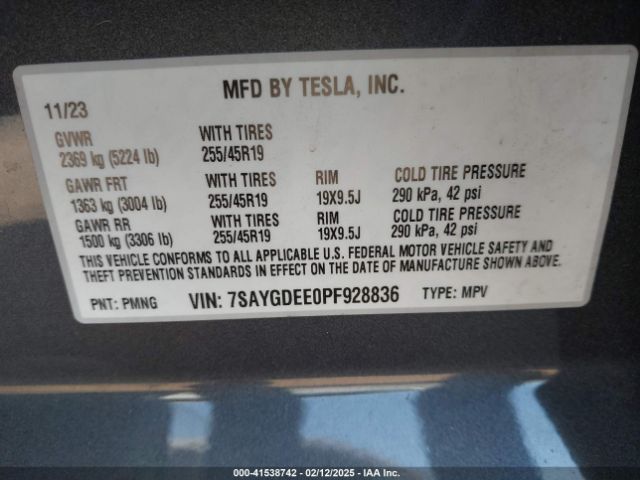 MFD BY TESLA, INC.
11/23
GVWR
2369 kg (5224 lb)
WITH TIRES
255/45R19
GAWR FRT
1363 kg (3004 lb)
WITH TIRES
255/45R19
RIM
19X9.5J
COLD TIRE PRESSURE
290 kPa, 42 psi
GAWR RR
1500 kg (3306 lb)
WITH TIRES
255/45R19
RIM
19X9.5J
COLD TIRE PRESSURE
290 kPa, 42 psi
THIS VEHICLE CONFORMS TO ALL APPLICABLE U.S. FEDERAL MOTOR VEHICLE SAFETY AND
THEFT PREVENTION STANDARDS IN EFFECT ON THE DATE OF MANUFACTURE SHOWN ABOVE.
PNT: PMNG VIN: 7SAYGDEE0PF928836 TYPE: MPV
000-41538742 - 02/12/2025 - IAA Inc.